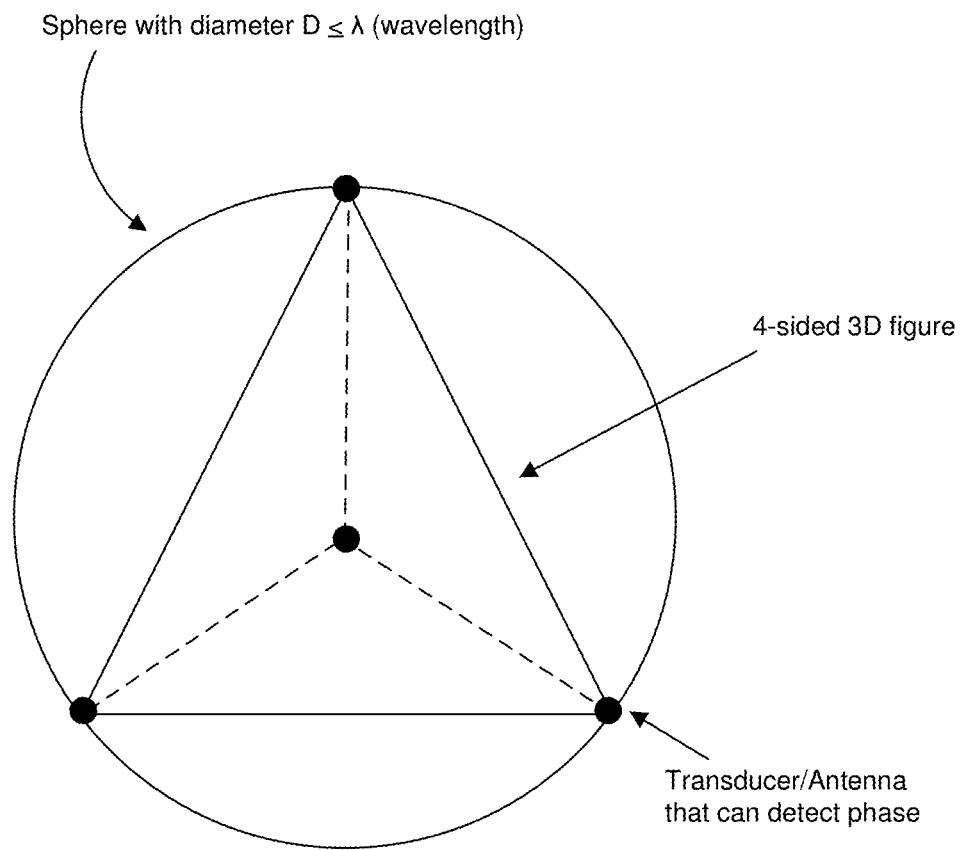 Sphere with diameter D ≤ λ (wavelength)
4-sided 3D figure
Transducer/Antenna
that can detect phase